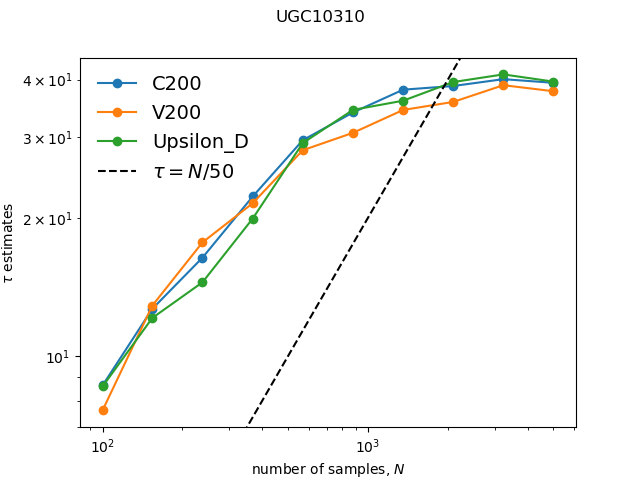 UGC10310
C200
V200
Upsilon_D
τ = N/50
4 × 10¹
3 × 10¹
2 × 10¹
10¹
τ estimates
10²
10³
number of samples, N